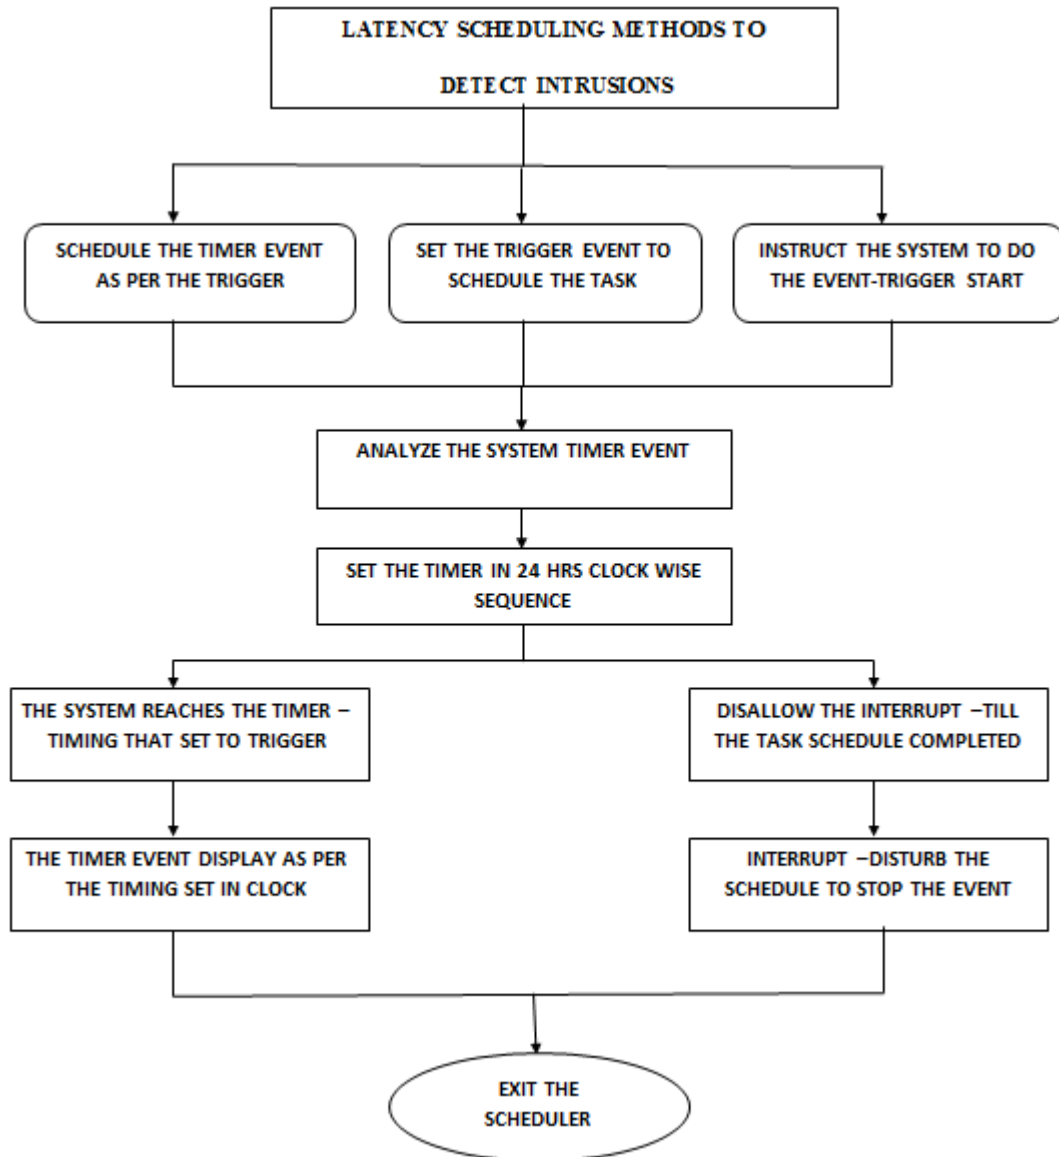 LATENCY SCHEDULING METHODS TO
DETECT INTRUSIONS
SCHEDULE THE TIMER EVENT
AS PER THE TRIGGER
SET THE TRIGGER EVENT TO
SCHEDULE THE TASK
INSTRUCT THE SYSTEM TO DO
THE EVENT-TRIGGER START
ANALYZE THE SYSTEM TIMER EVENT
SET THE TIMER IN 24 HRS CLOCK WISE
SEQUENCE
THE SYSTEM REACHES THE TIMER –
TIMING THAT SET TO TRIGGER
DISALLOW THE INTERRUPT –TILL
THE TASK SCHEDULE COMPLETED
THE TIMER EVENT DISPLAY AS PER
THE TIMING SET IN CLOCK
INTERRUPT –DISTURB THE
SCHEDULE TO STOP THE EVENT
EXIT THE
SCHEDULER